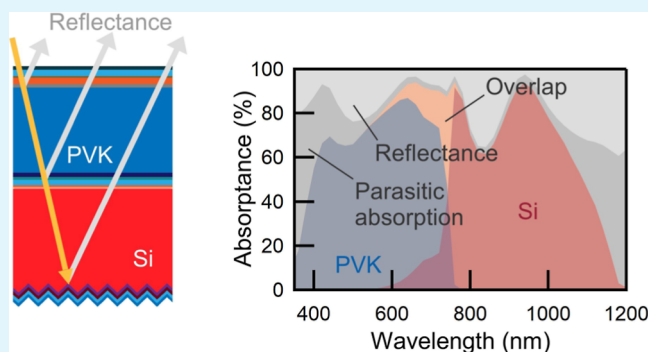 Reflectance
PVK
Si
Absorptance (%)
100
80
60
40
20
0
Overlap
Reflectance
Parasitic
absorption
Si
PVK
400
600
800
1000
1200
Wavelength (nm)